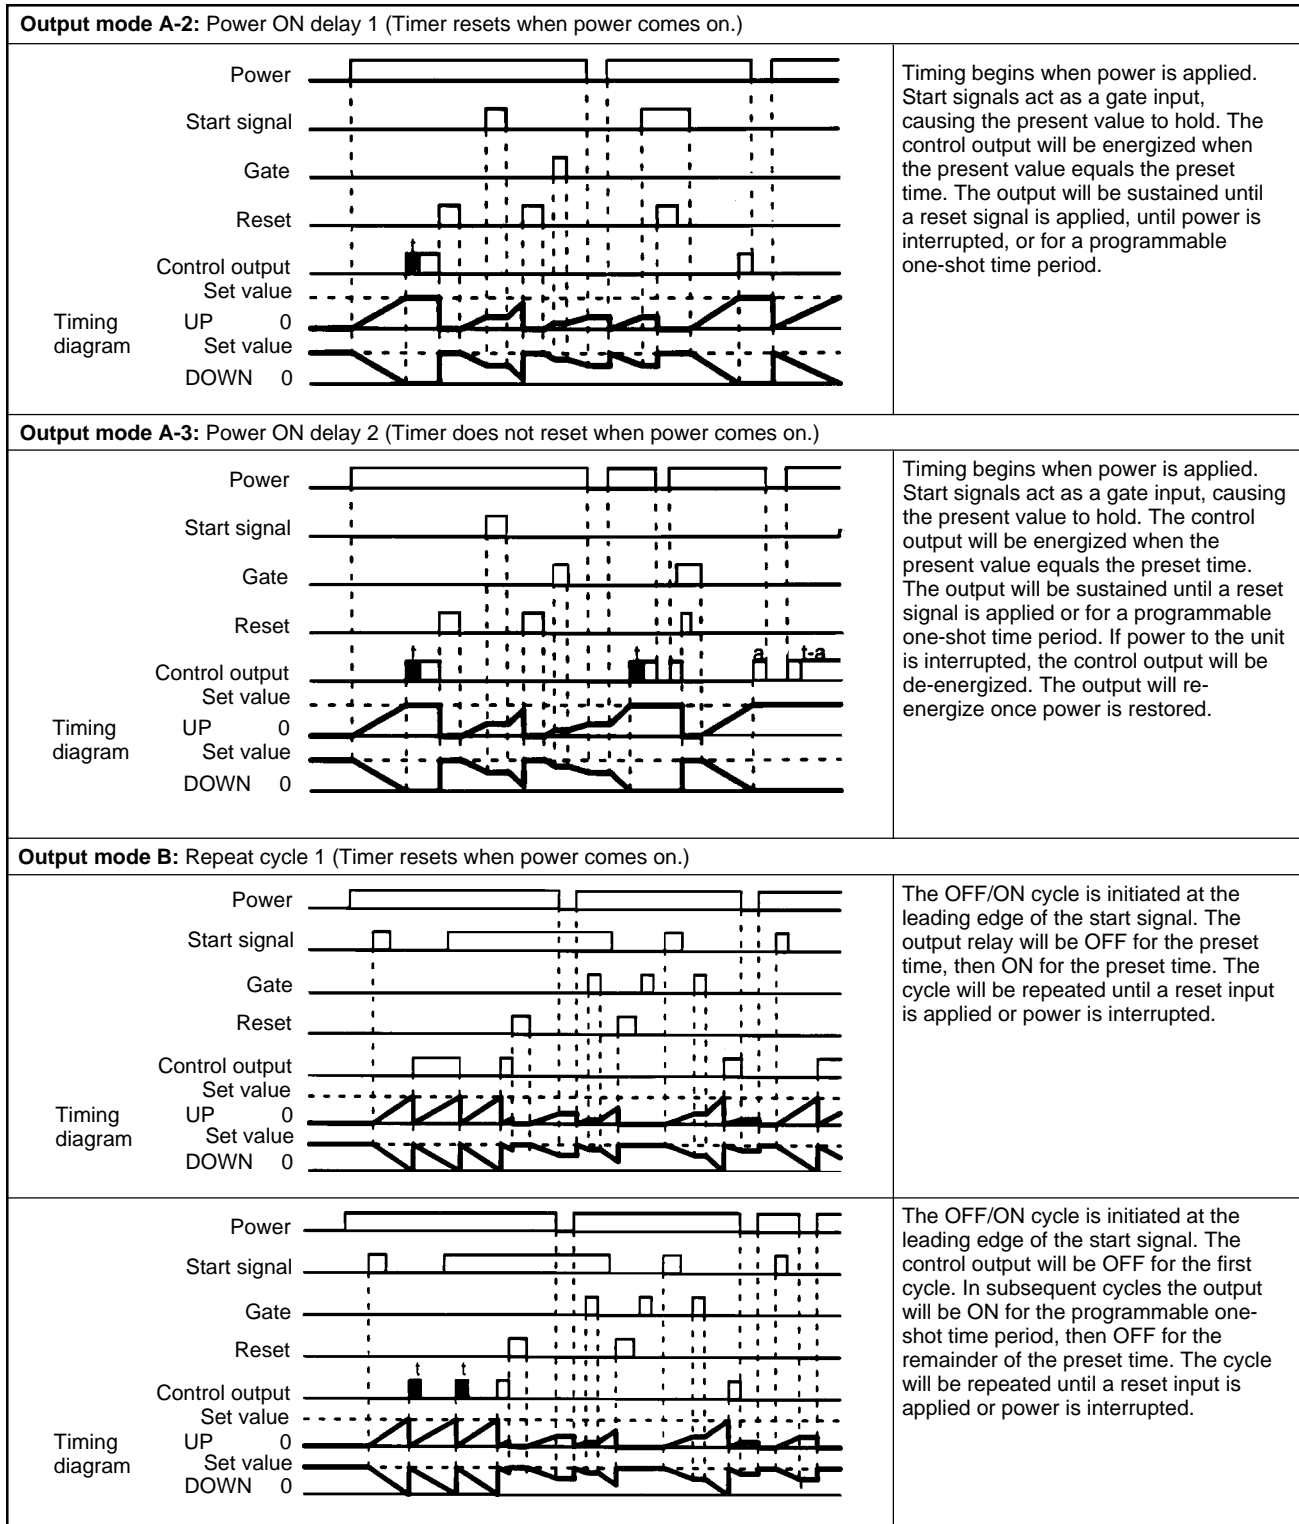 Output mode A-2: Power ON delay 1 (Timer resets when power comes on.)
Power
Start signal
Gate
Reset
t
Control output
Set value
Timing diagram
UP 0
Set value
DOWN 0
Timing begins when power is applied.
Start signals act as a gate input,
causing the present value to hold. The
control output will be energized when
the present value equals the preset
time. The output will be sustained until
a reset signal is applied, until power is
interrupted, or for a programmable
one-shot time period.
Output mode A-3: Power ON delay 2 (Timer does not reset when power comes on.)
Power
Start signal
Gate
Reset
t t a t-a
Control output
Set value
Timing diagram
UP 0
Set value
DOWN 0
Timing begins when power is applied.
Start signals act as a gate input, causing
the present value to hold. The control
output will be energized when the
present value equals the preset time.
The output will be sustained until a reset
signal is applied or for a programmable
one-shot time period. If power to the unit
is interrupted, the control output will be
de-energized. The output will re-
energize once power is restored.
Output mode B: Repeat cycle 1 (Timer resets when power comes on.)
Power
Start signal
Gate
Reset
Control output
Set value
Timing diagram
UP 0
Set value
DOWN 0
The OFF/ON cycle is initiated at the
leading edge of the start signal. The
output relay will be OFF for the preset
time, then ON for the preset time. The
cycle will be repeated until a reset input
is applied or power is interrupted.
Power
Start signal
Gate
Reset
t t
Control output
Set value
Timing diagram
UP 0
Set value
DOWN 0
The OFF/ON cycle is initiated at the
leading edge of the start signal. The
control output will be OFF for the first
cycle. In subsequent cycles the output
will be ON for the programmable one-
shot time period, then OFF for the
remainder of the preset time. The cycle
will be repeated until a reset input is
applied or power is interrupted.